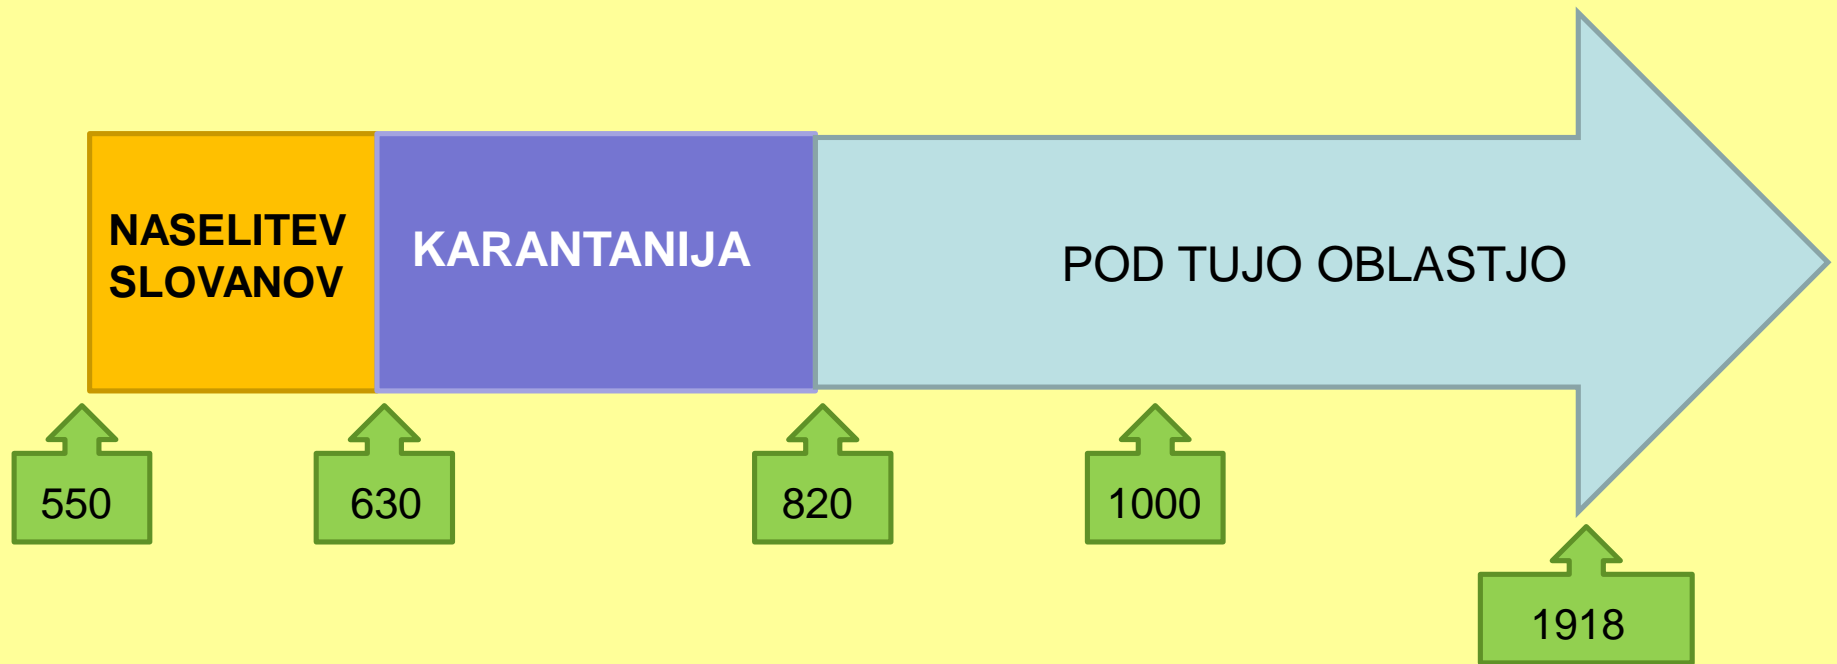 NASELITEV
SLOVANOV
KARANTANIJA
POD TUJO OBLASTJO
550
630
820
1000
1918